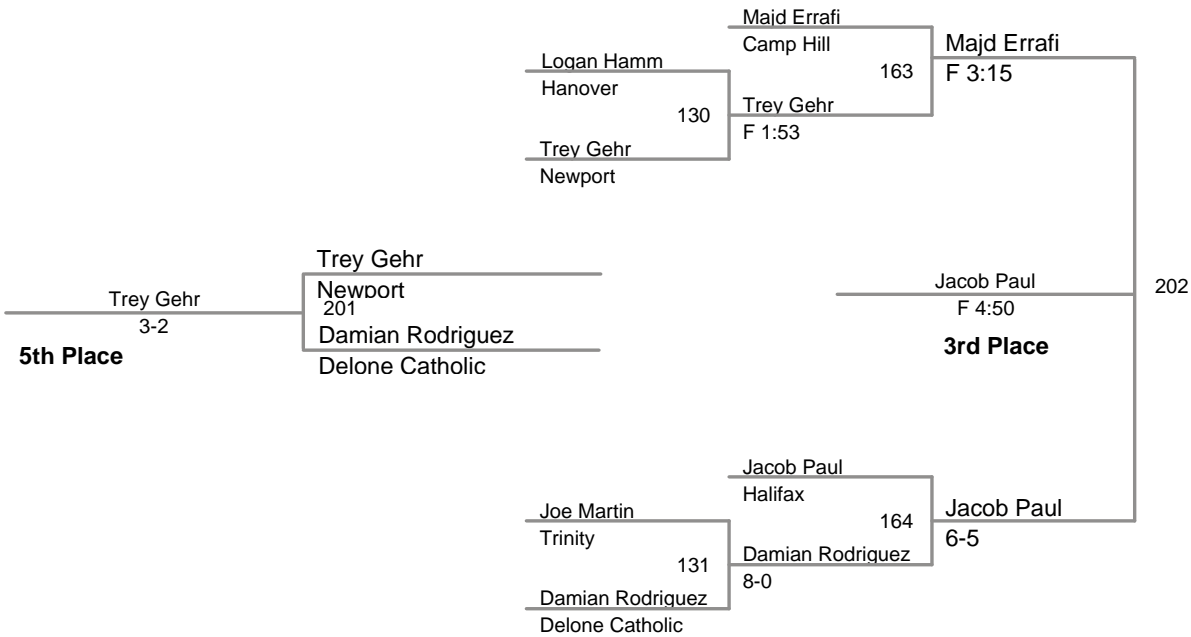 Majd Errafi
Camp Hill
Majd Errafi
F 3:15
163
Logan Hamm
Hanover
130
Trey Gehr
F 1:53
Trey Gehr
Newport
Trey Gehr
Newport
201
Damian Rodriguez
Delone Catholic
Trey Gehr
3-2
5th Place
Jacob Paul
F 4:50
3rd Place
202
Jacob Paul
Halifax
164
Jacob Paul
6-5
Joe Martin
Trinity
131
Damian Rodriguez
8-0
Damian Rodriguez
Delone Catholic